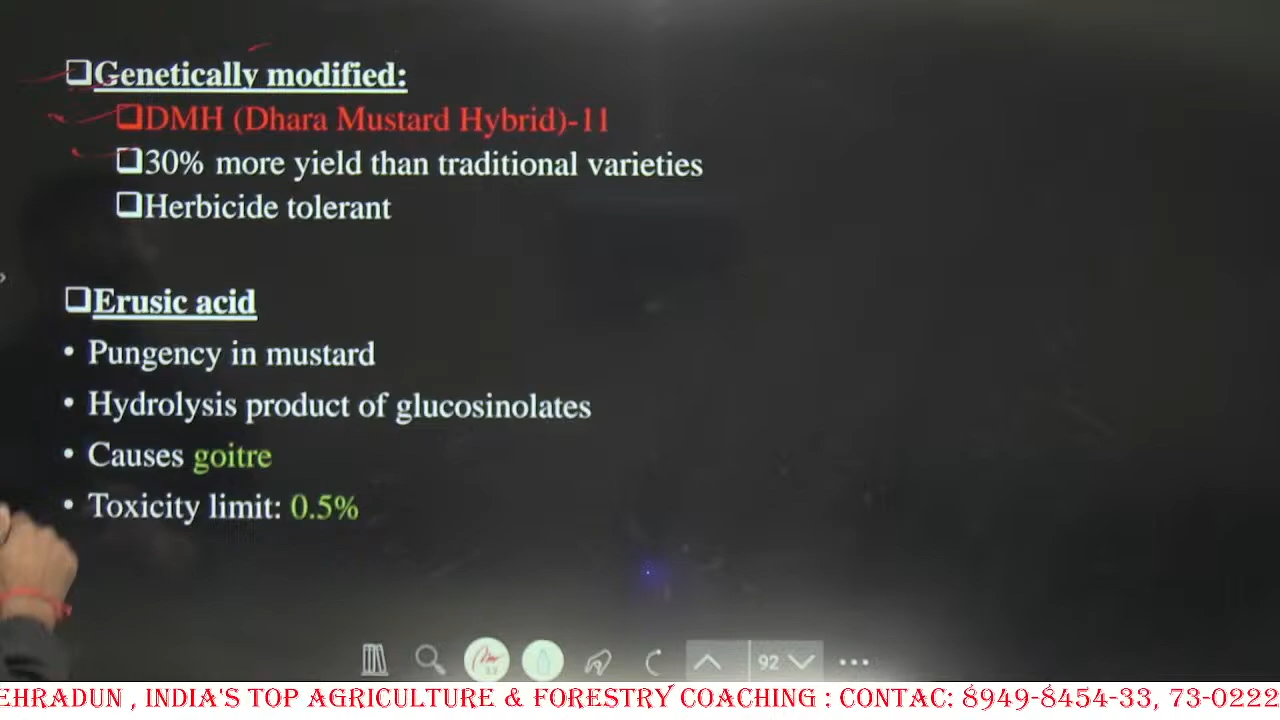 ❑Genetically modified:
❑DMH (Dhara Mustard Hybrid)-11
❑30% more yield than traditional varieties
❑Herbicide tolerant
❑Erusic acid
• Pungency in mustard
• Hydrolysis product of glucosinolates
• Causes goitre
• Toxicity limit: 0.5%
92
EHRADUN , INDIA'S TOP AGRICULTURE & FORESTRY COACHING : CONTAC: 8949-8454-33, 73-0222